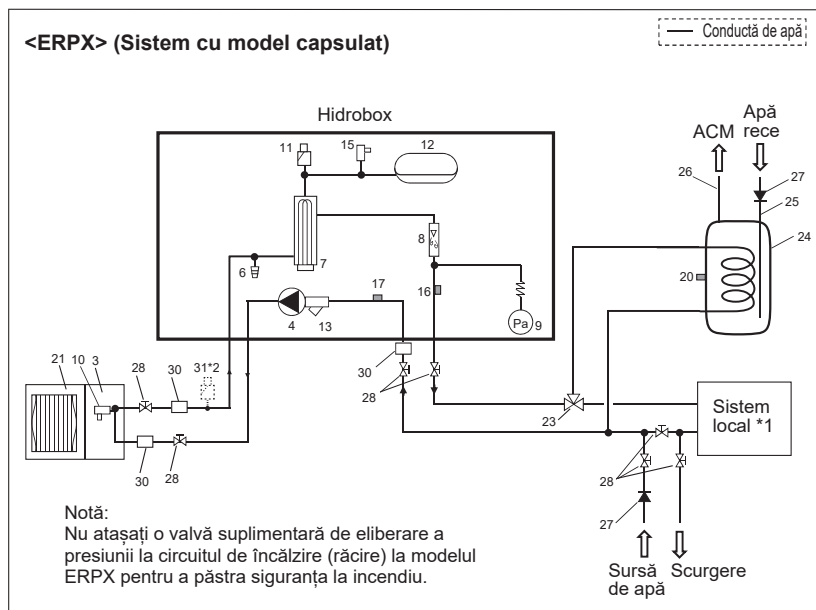 <ERPX> (Sistem cu model capsulat)
Conductă de apă
Hidrobox
ACM
Apă
rece
11
15
12
26
27
25
24
8
7
6
17
16
20
4
13
Pa
9
21
10
3
28
30
31*2
30
28
23
Sistem
local *1
30
28
28
27
Notă:
Nu atașați o valvă suplimentară de eliberare a
presiunii la circuitul de încălzire (răcire) la modelul
ERPX pentru a păstra siguranța la incendiu.
Sursă
de apă
Scurgere